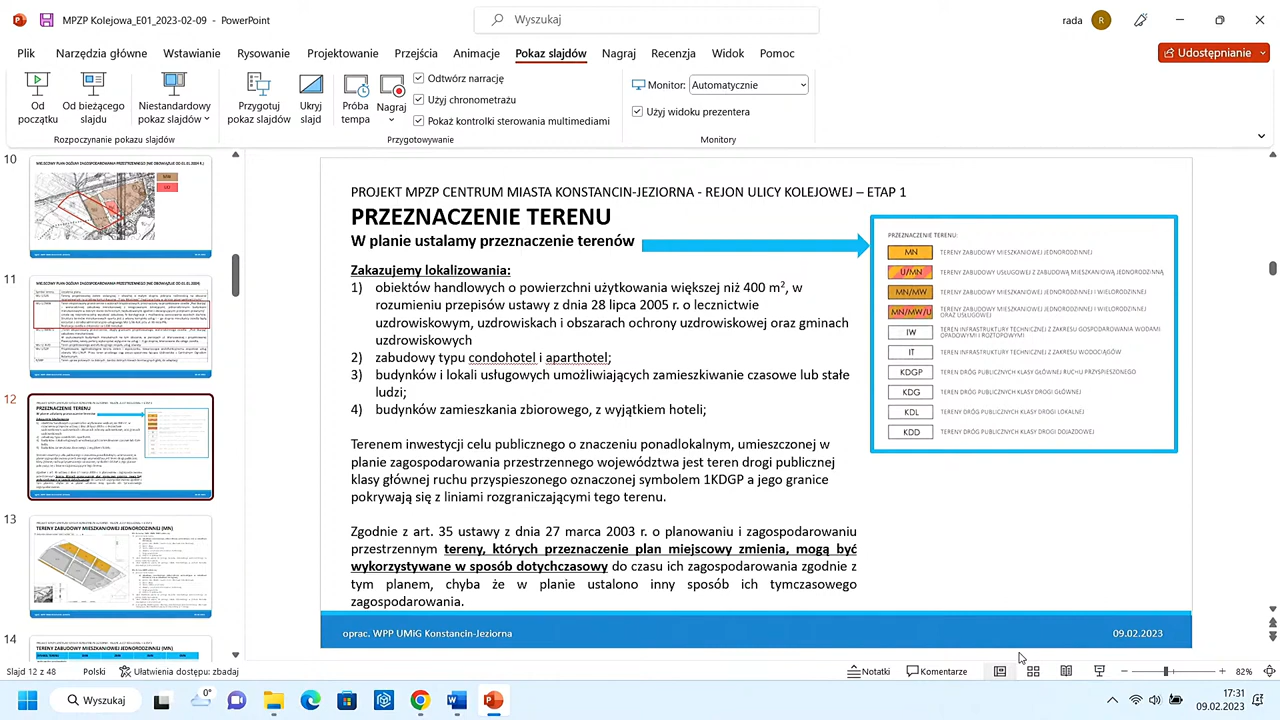 MPZP Kolejowa_E01_2023-02-09 - PowerPoint
Wyszukaj
rada
R
Plik
Narzędzia główne
Wstawianie
Rysowanie
Projektowanie
Przejścia
Animacje
Pokaz slajdów
Nagraj
Recenzja
Widok
Pomoc
Udostępnianie
Od początku
Od bieżącego slajdu
Niestandardowy pokaz slajdów
Przygotuj pokaz slajdów
Ukryj slajd
Próba tempa
Nagraj
Odtwórz narrację
Użyj chronometrażu
Pokaż kontrolki sterowania multimediami
Monitor: Automatycznie
Użyj widoku prezentera
Rozpoczynanie pokazu slajdów
Przygotowywanie
Monitory
10
11
12
PRZEZNACZENIE TERENU
13
TERENY ZABUDOWY MIESZKANIOWEJ JEDNORODZINNEJ (MN)
14
PROJEKT MPZP CENTRUM MIASTA KONSTANCIN-JEZIORNA - REJON ULICY KOLEJOWEJ – ETAP 1
PRZEZNACZENIE TERENU
W planie ustalamy przeznaczenie terenów
Zakazujemy lokalizowania:
1) obiektów handlowych o powierzchni użytkowania większej niż 400 m², w
rozumieniu przepisów ustawy z dnia 28 lipca 2005 r. o lecznictwie
uzdrowiskowym, uzdrowiskach i obszarach ochrony uzdrowiskowej oraz gminach
uzdrowiskowych
2) zabudowy typu condohotel i aparthotel;
3) budynków i lokali usługowych umożliwiających zamieszkiwanie czasowe lub stałe
ludzi;
4) budynków zamieszkania zbiorowego, z wyjątkiem hoteli;
Terenem inwestycji celu publicznego o znaczeniu ponadlokalnym, umieszczonej w
planie zagospodarowania przestrzennego województwa jest teren drogi publicznej
klasy głównej ruchu przyspieszonego oznaczonej symbolem 1KDGP a jego granice
pokrywają się z liniami rozgraniczającymi tego terenu.
Zgodnie z art. 35 ustawy z dnia 27 marca 2003 r. o planowaniu i zagospodarowaniu
przestrzennym tereny, których przeznaczenie plan miejscowy zmienia, mogą być
wykorzystywane w sposób dotychczasowy do czasu ich zagospodarowania zgodnie z
tym planem, chyba że w planie ustalono inny sposób ich tymczasowego
zagospodarowania.
PRZEZNACZENIE TERENU:
MN TERENY ZABUDOWY MIESZKANIOWEJ JEDNORODZINNEJ
U/MN TERENY ZABUDOWY USŁUGOWEJ Z ZABUDOWĄ MIESZKANIOWĄ JEDNORODZINNĄ
MN/MW TERENY ZABUDOWY MIESZKANIOWEJ JEDNORODZINNEJ I WIELORODZINNEJ
MN/MW/U TERENY ZABUDOWY MIESZKANIOWEJ JEDNORODZINNEJ I WIELORODZINNEJ
ORAZ USŁUGOWEJ
IW TEREN INFRASTRUKTURY TECHNICZNEJ Z ZAKRESU GOSPODAROWANIA WODAMI
OPADOWYMI I ROZTOPOWYMI
IT TEREN INFRASTRUKTURY TECHNICZNEJ Z ZAKRESU WODOCIĄGÓW
KDGP TEREN DRÓG PUBLICZNYCH KLASY GŁÓWNEJ RUCHU PRZYSPIESZONEGO
KDG TEREN DRÓG PUBLICZNYCH KLASY DROGI GŁÓWNEJ
KDL TERENY DRÓG PUBLICZNYCH KLASY DROGI LOKALNEJ
KDD TERENY DRÓG PUBLICZNYCH KLASY DROGI DOJAZDOWEJ
oprac. WPP UMiG Konstancin-Jeziorna
09.02.2023
Slajd 12 z 48
Polski
Ułatwienia dostępu: zbadaj
Notatki
Komentarze
82%
0°
Wyszukaj
17:31
09.02.2023